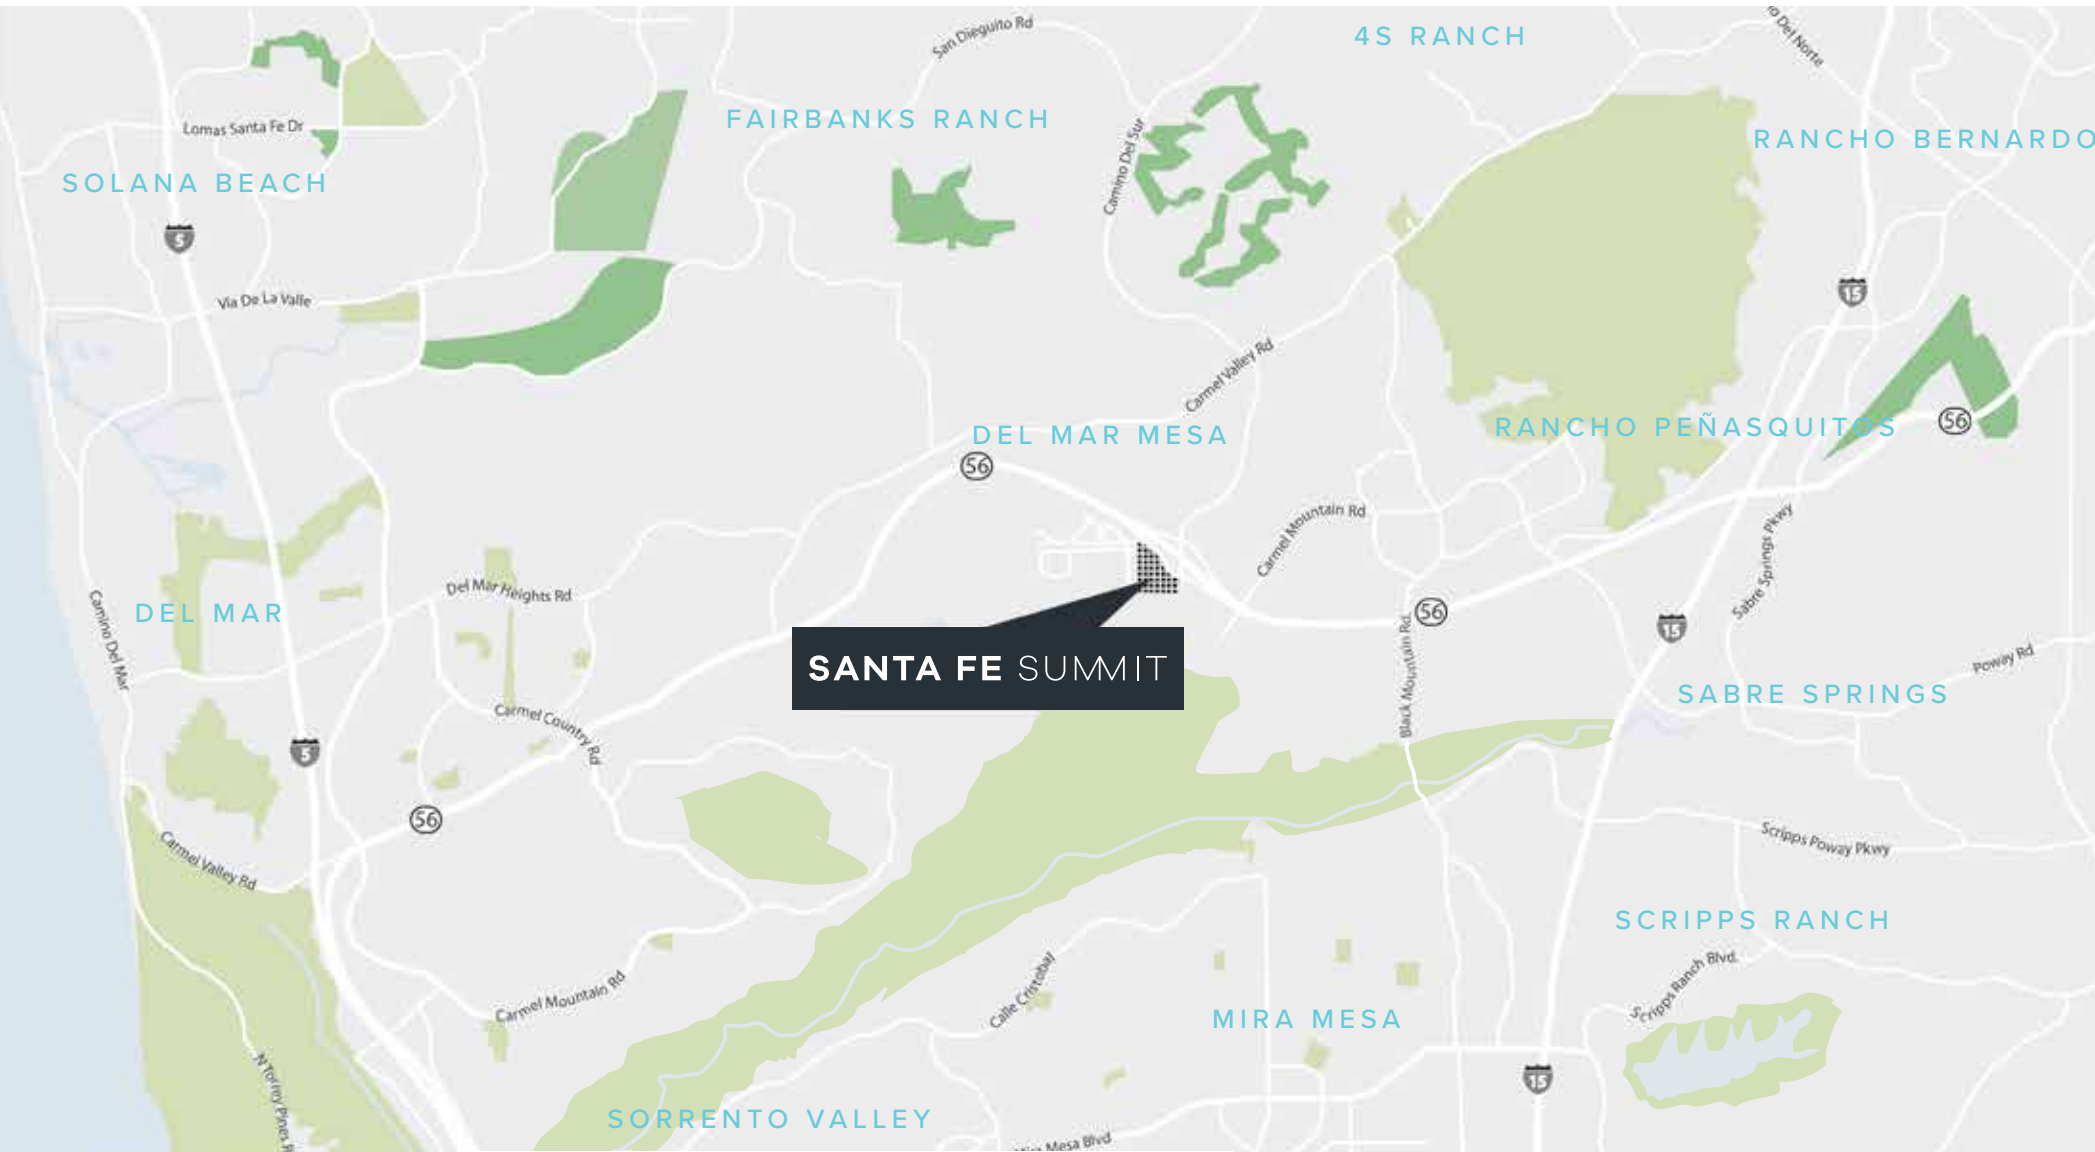 San Dieguito Rd
4S RANCH
Del Norte
FAIRBANKS RANCH
Lomas Santa Fe Dr
RANCHO BERNARDO
Camino Del Sur
SOLANA BEACH
5
15
Via De La Valle
Carmel Valley Rd
DEL MAR MESA
RANCHO PEÑASQUITOS
56
56
Carmel Mountain Rd
Sabre Springs Pkwy
Del Mar Heights Rd
DEL MAR
Camino Del Mar
56
15
SANTA FE SUMMIT
Black Mountain Rd.
Poway Rd
SABRE SPRINGS
Carmel Country Rd
5
56
Carmel Valley Rd
Scripps Poway Pkwy
SCRIPPS RANCH
Scripps Ranch Blvd.
Carmel Mountain Rd
Calle Cristobal
MIRA MESA
15
N Torrey Pines
SORRENTO VALLEY
Mira Mesa Blvd